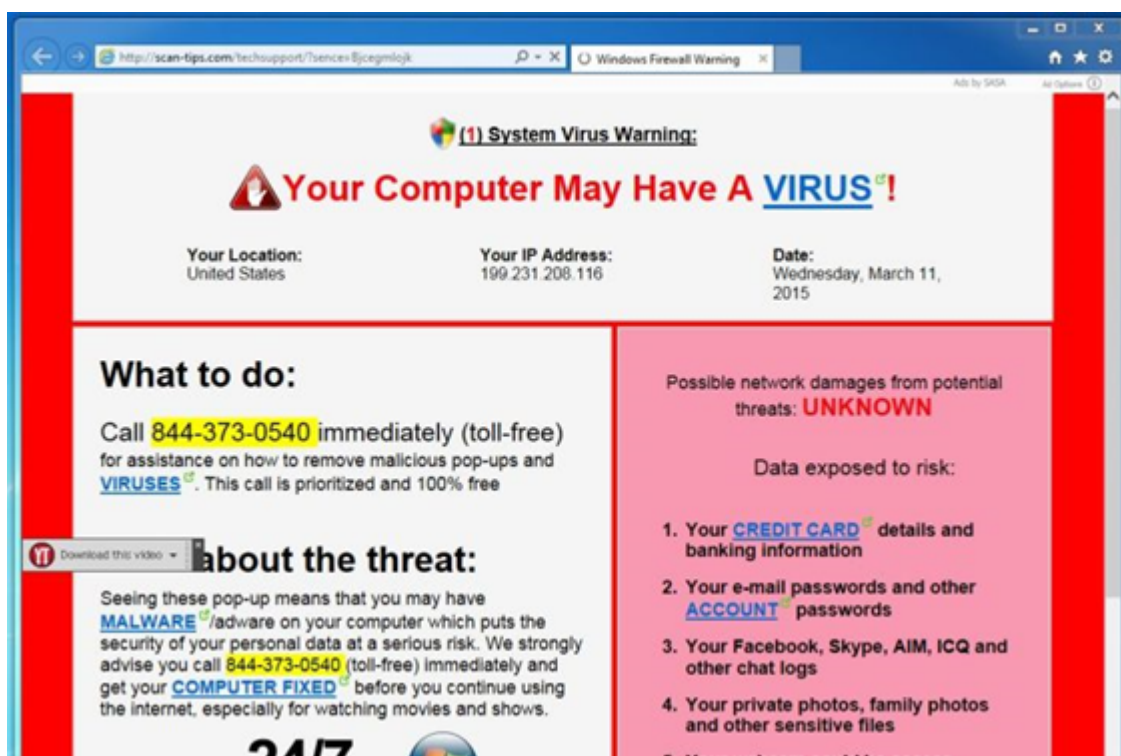 http://scan-tips.com/techsupport/?sence=
Windows Firewall Warning
Ads by SASA
Ad Options
(1) System Virus Warning:
Your Computer May Have A VIRUS!
Your Location:
United States
Your IP Address:
199.231.208.116
Date:
Wednesday, March 11,
2015
What to do:
Call 844-373-0540 immediately (toll-free)
for assistance on how to remove malicious pop-ups and
VIRUSES. This call is prioritized and 100% free
Download this video
about the threat:
Seeing these pop-up means that you may have
MALWARE/adware on your computer which puts the
security of your personal data at a serious risk. We strongly
advise you call 844-373-0540 (toll-free) immediately and
get your COMPUTER FIXED before you continue using
the internet, especially for watching movies and shows.
24/7
Possible network damages from potential
threats: UNKNOWN
Data exposed to risk:
1. Your CREDIT CARD details and
banking information
2. Your e-mail passwords and other
ACCOUNT passwords
3. Your Facebook, Skype, AIM, ICQ and
other chat logs
4. Your private photos, family photos
and other sensitive files